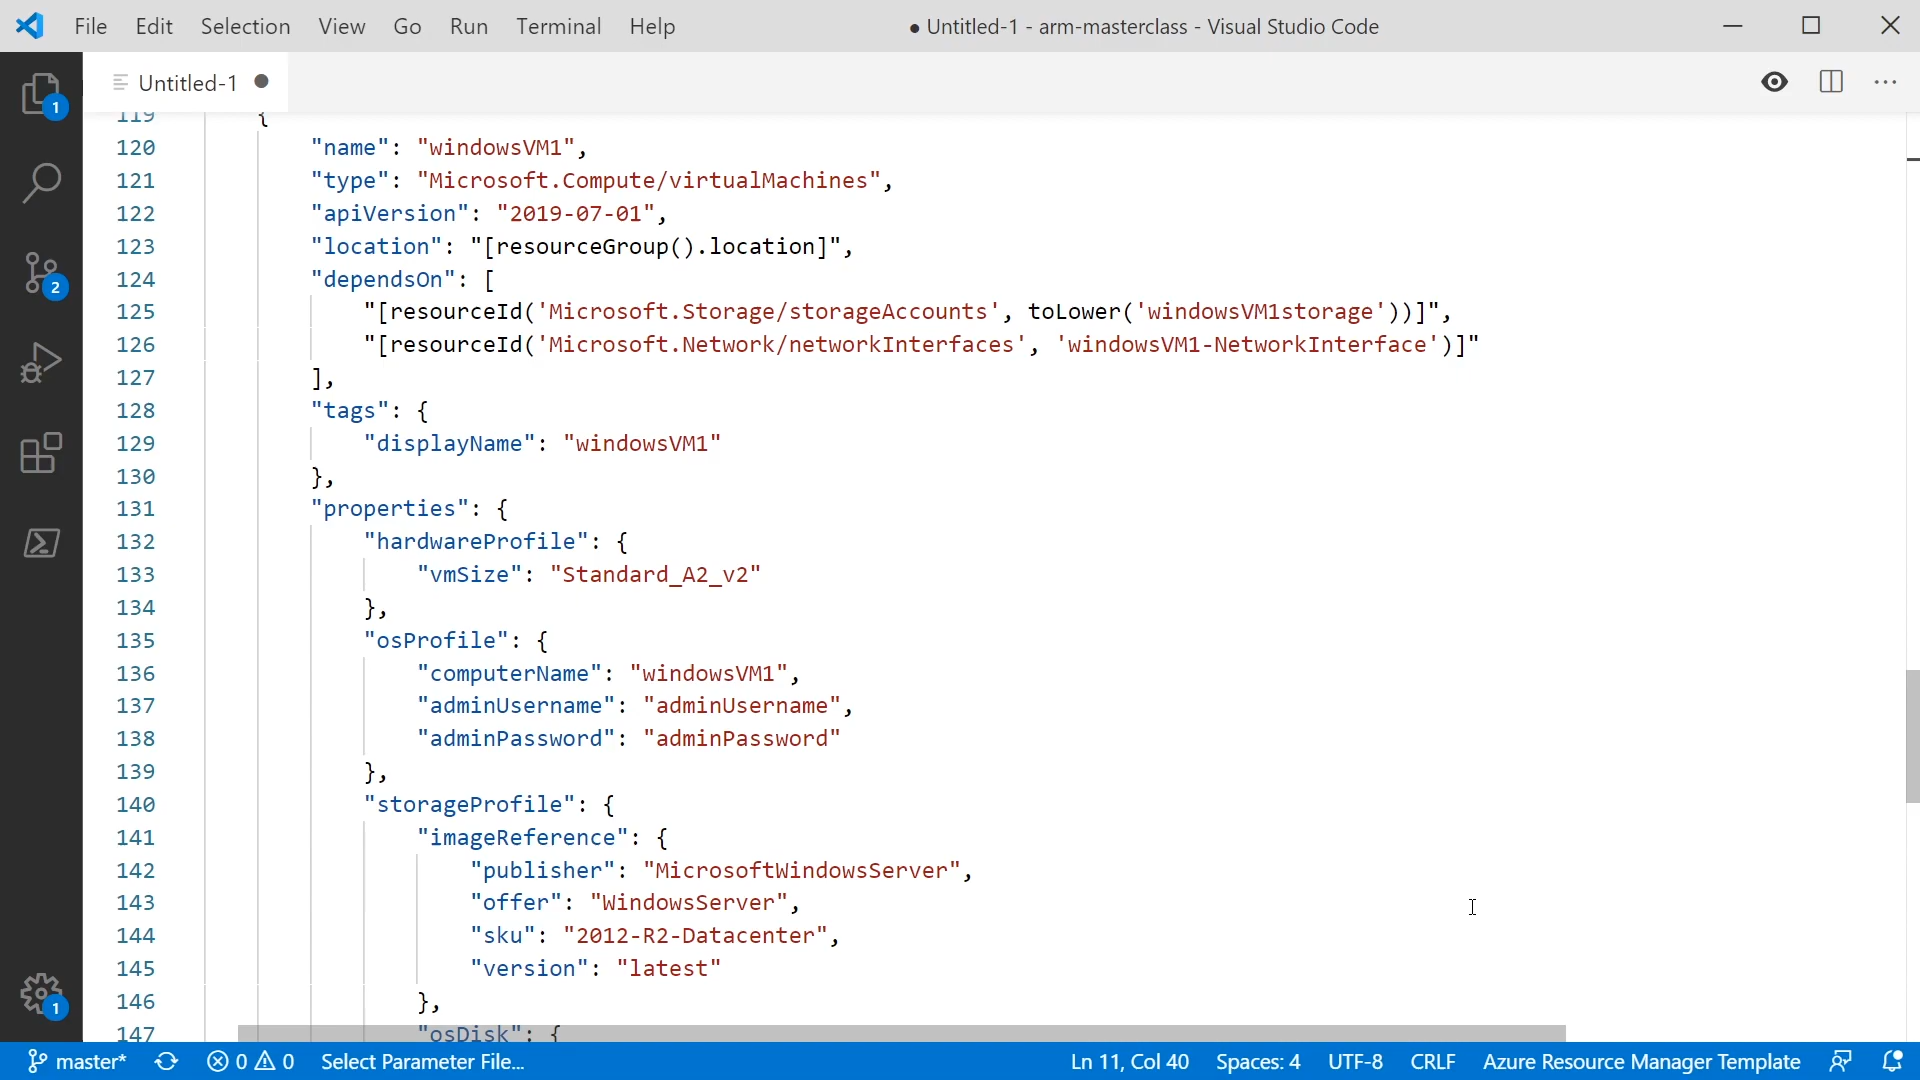 File Edit Selection View Go Run Terminal Help ● Untitled-1 - arm-masterclass - Visual Studio Code
Untitled-1 ●
1
2
1
119 {
120 "name": "windowsVM1",
121 "type": "Microsoft.Compute/virtualMachines",
122 "apiVersion": "2019-07-01",
123 "location": "[resourceGroup().location]",
124 "dependsOn": [
125 "[resourceId('Microsoft.Storage/storageAccounts', toLower('windowsVM1storage'))]",
126 "[resourceId('Microsoft.Network/networkInterfaces', 'windowsVM1-NetworkInterface')]"
127 ],
128 "tags": {
129 "displayName": "windowsVM1"
130 },
131 "properties": {
132 "hardwareProfile": {
133 "vmSize": "Standard_A2_v2"
134 },
135 "osProfile": {
136 "computerName": "windowsVM1",
137 "adminUsername": "adminUsername",
138 "adminPassword": "adminPassword"
139 },
140 "storageProfile": {
141 "imageReference": {
142 "publisher": "MicrosoftWindowsServer",
143 "offer": "WindowsServer",
144 "sku": "2012-R2-Datacenter",
145 "version": "latest"
146 },
147 "osDisk": {
master* 0 0 Select Parameter File... Ln 11, Col 40 Spaces: 4 UTF-8 CRLF Azure Resource Manager Template